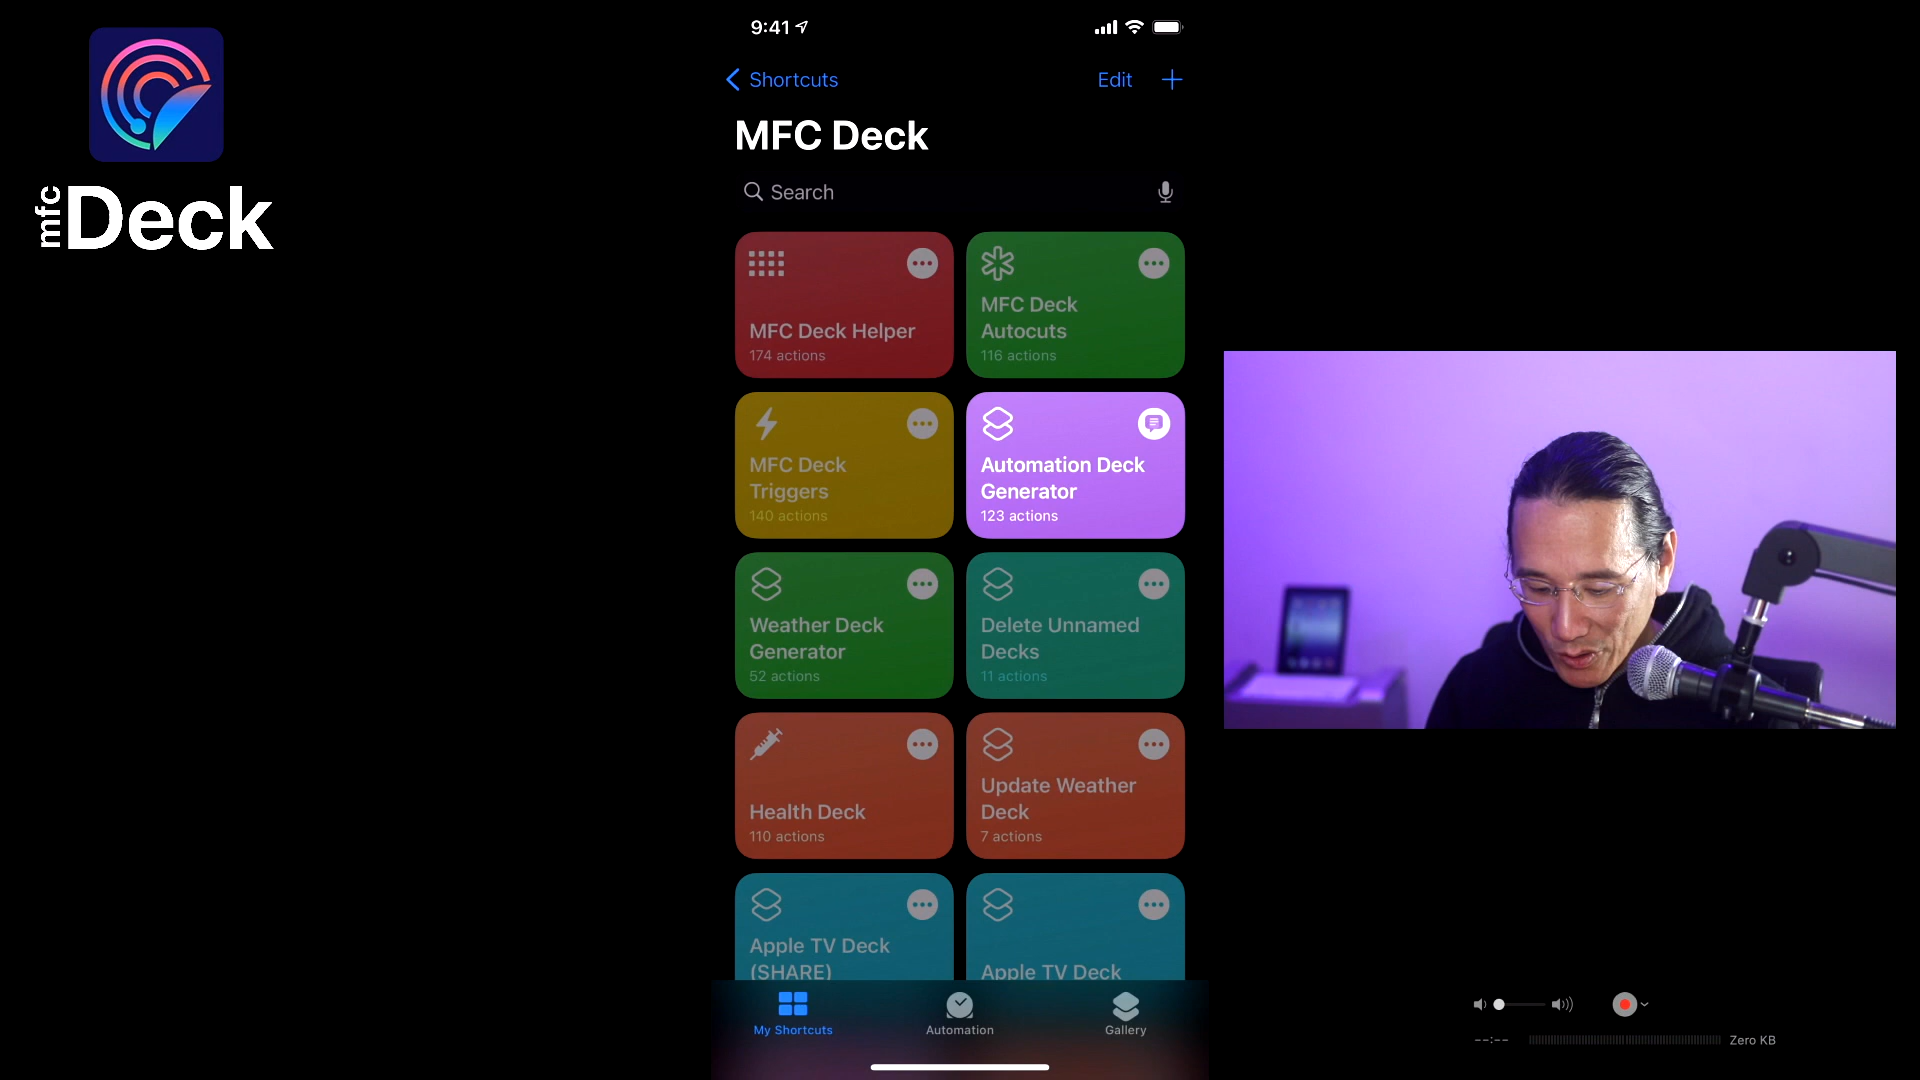 mfc
Deck
9:41
Shortcuts
Edit
MFC Deck
Search
MFC Deck Helper
174 actions
MFC Deck
Autocuts
116 actions
MFC Deck
Triggers
140 actions
Automation Deck
Generator
123 actions
Weather Deck
Generator
52 actions
Delete Unnamed
Decks
11 actions
Health Deck
110 actions
Update Weather
Deck
7 actions
Apple TV Deck
(SHARE)
Apple TV Deck
My Shortcuts
Automation
Gallery
--:--
Zero KB